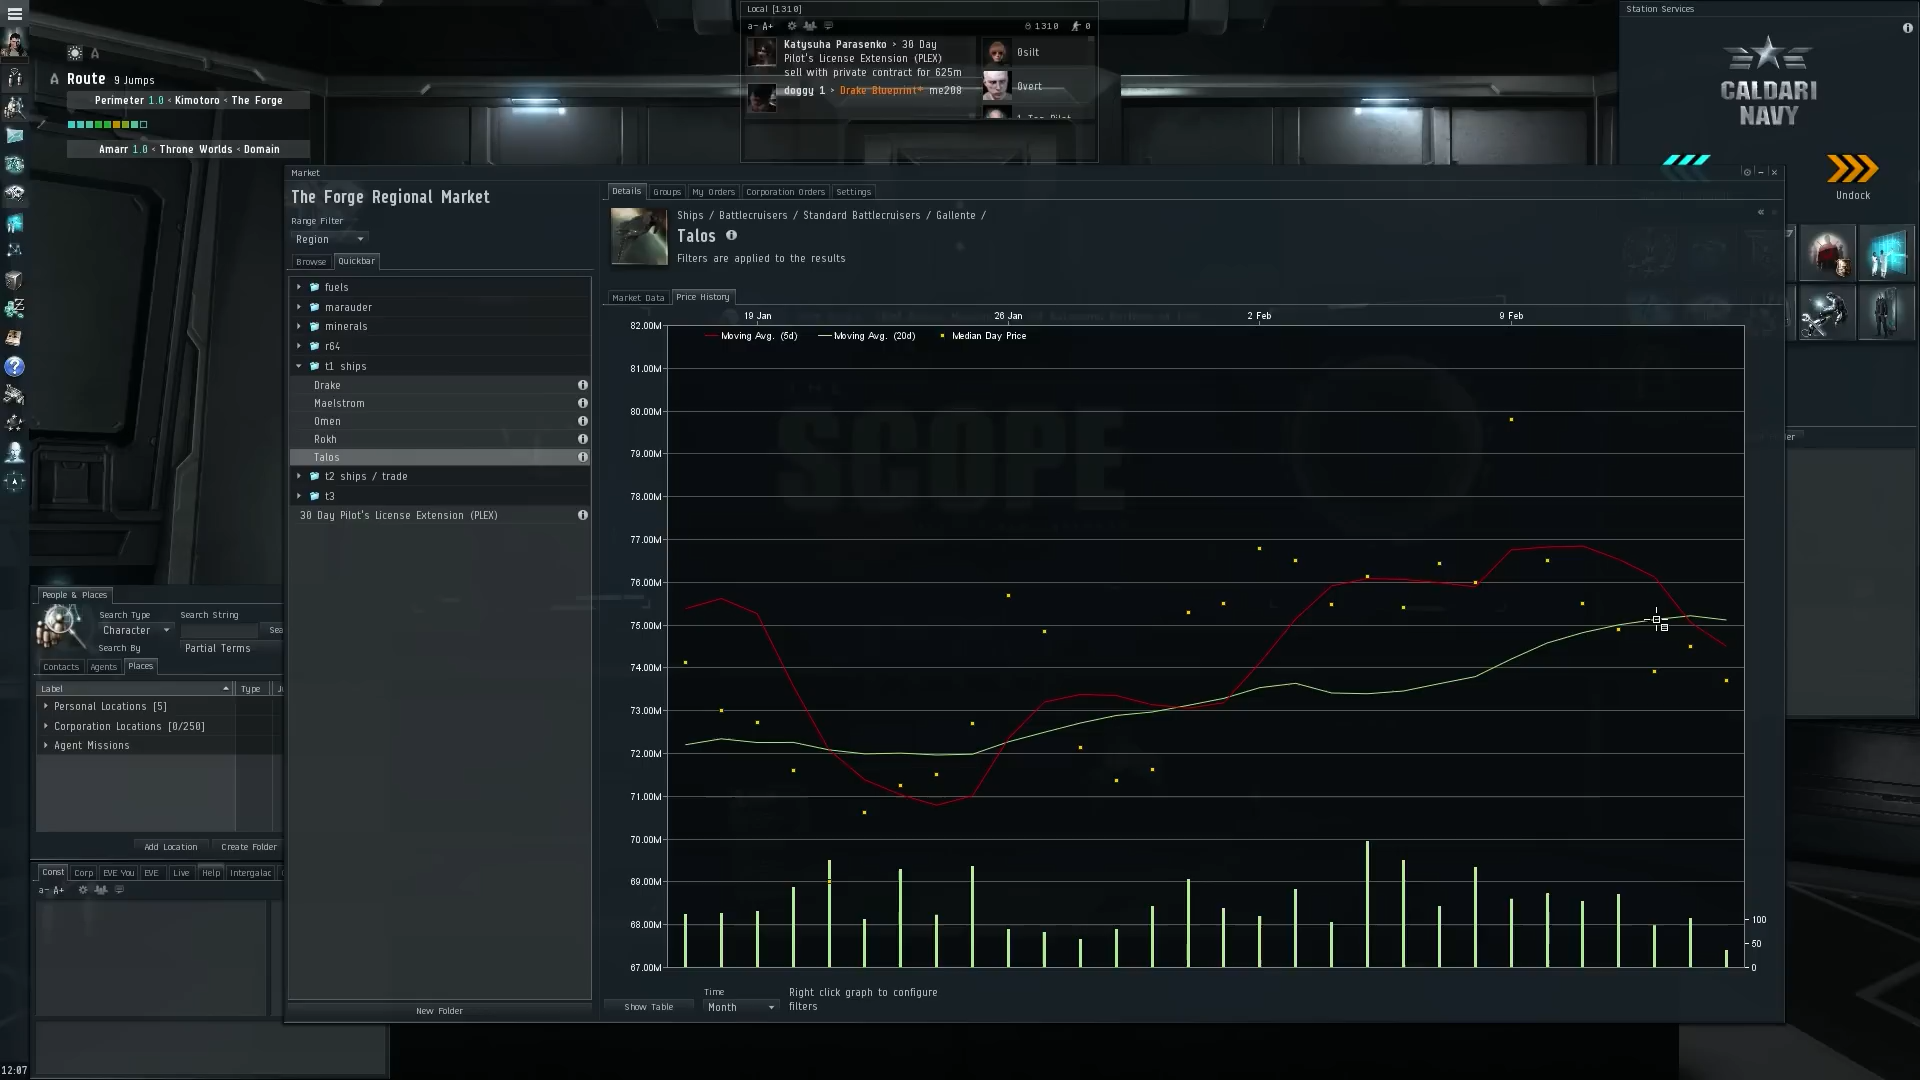 Local [1310]
a- A+
1310
0
Katysuha Parasenko > 30 Day
Pilot's License Extension (PLEX)
sell with private contract for 625m
doggy 1 > Drake Blueprint* me208
0silt
0vert
Station Services
CALDARI
NAVY
Undock
A
A Route 9 Jumps
Perimeter 1.0 < Kimotoro < The Forge
Amarr 1.0 < Throne Worlds < Domain
Market
The Forge Regional Market
Range Filter
Region
Browse
Quickbar
fuels
marauder
minerals
r64
t1 ships
Drake
Maelstrom
Omen
Rokh
Talos
t2 ships / trade
t3
30 Day Pilot's License Extension (PLEX)
New Folder
Details
Groups
My Orders
Corporation Orders
Settings
Ships / Battlecruisers / Standard Battlecruisers / Gallente /
Talos
Filters are applied to the results
Market Data
Price History
19 Jan
26 Jan
2 Feb
9 Feb
Moving Avg. (5d)
Moving Avg. (20d)
Median Day Price
82.00M
81.00M
80.00M
79.00M
78.00M
77.00M
76.00M
75.00M
74.00M
73.00M
72.00M
71.00M
70.00M
69.00M
68.00M
67.00M
100
50
0
SCOPE
Show Table
Time
Month
Right click graph to configure
filters
People & Places
Search Type
Search String
Character
Search By
Partial Terms
Contacts
Agents
Places
Label
Type
Personal Locations [5]
Corporation Locations [0/250]
Agent Missions
Add Location
Create Folder
Const
Corp
EVE You
EVE
Live
Help
Intergalac
a- A+
12:07